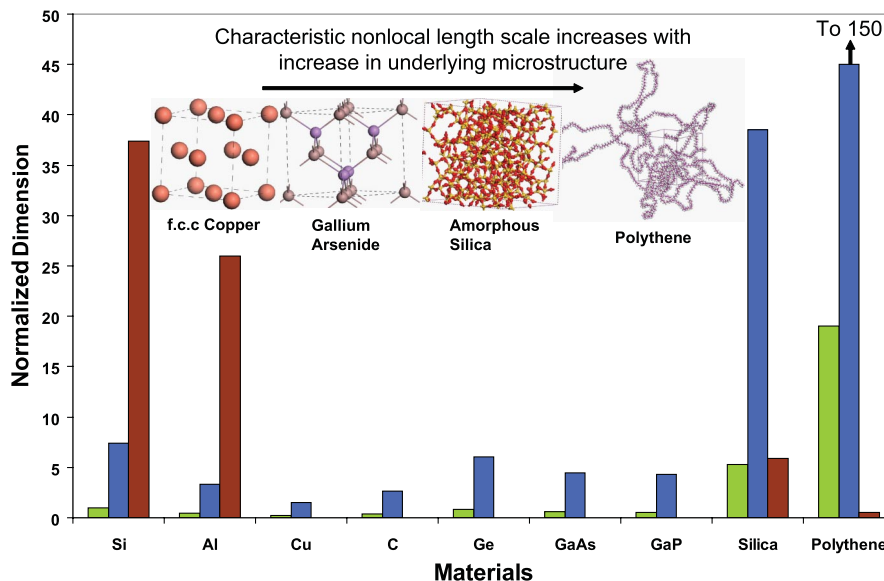 To 150
Characteristic nonlocal length scale increases with
increase in underlying microstructure
50
45
40
35
30
25
20
15
10
5
0
Normalized Dimension
f.c.c Copper
Gallium
Arsenide
Amorphous
Silica
Polythene
Si
Al
Cu
C
Ge
GaAs
GaP
Silica
Polythene
Materials